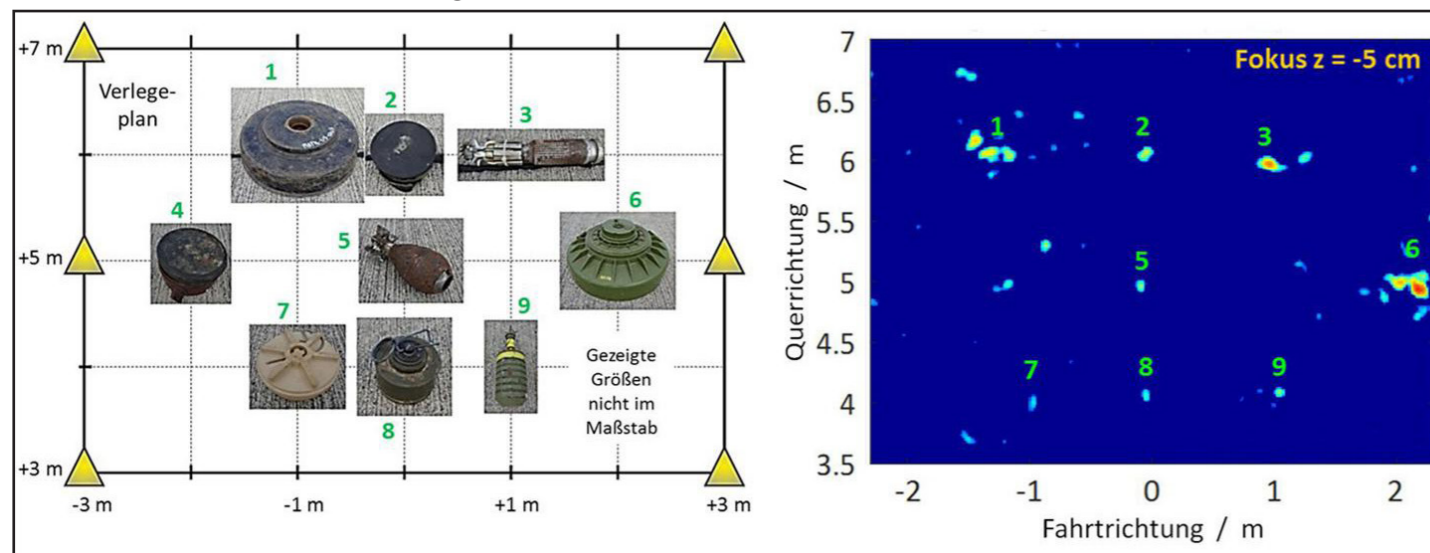 +7 m
+5 m
+3 m
-3 m
-1 m
+1 m
+3 m
Verlege-
plan
1
2
3
4
5
6
7
8
9
Gezeigte
Größen
nicht im
Maßstab
Fokus z = -5 cm
Querrichtung / m
7
6.5
6
5.5
5
4.5
4
3.5
1
2
3
5
6
7
8
9
-2
-1
0
1
2
Fahrtrichtung / m